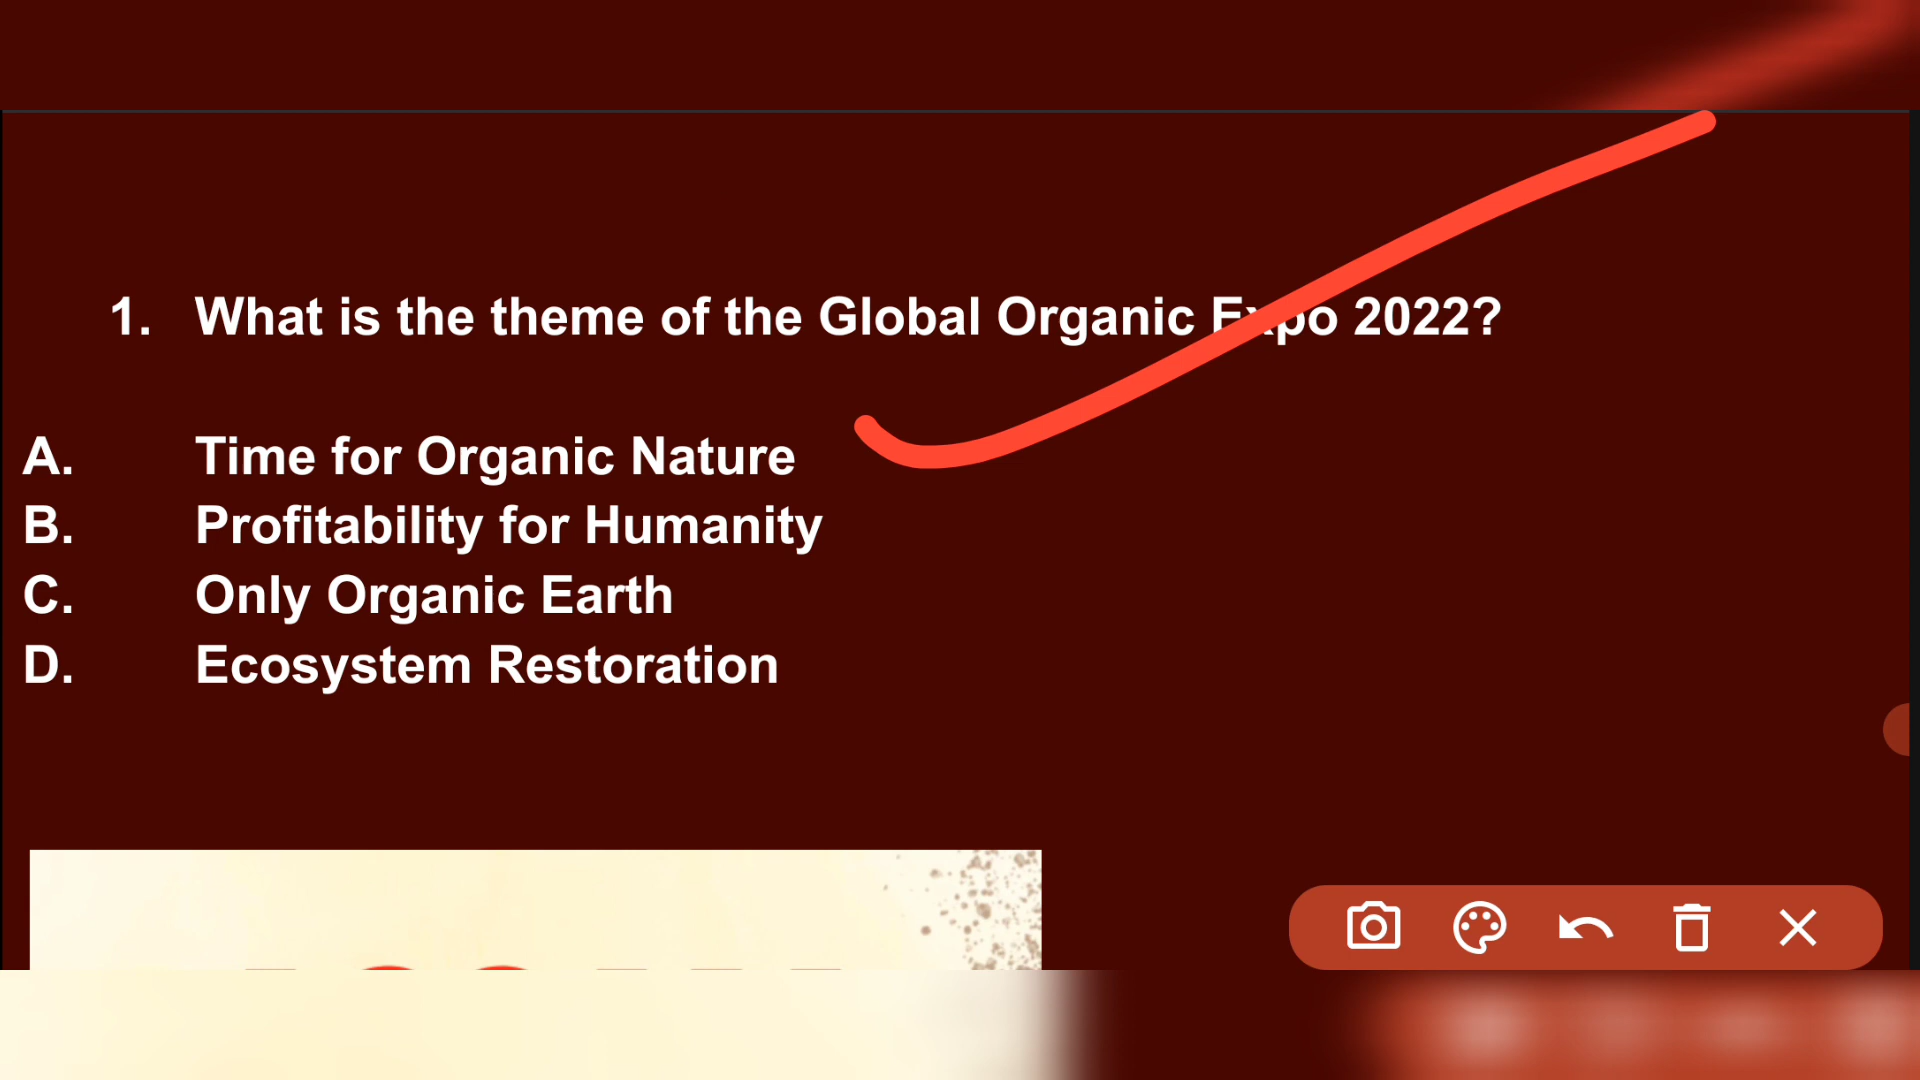 1. What is the theme of the Global Organic Expo 2022?
A. Time for Organic Nature
B. Profitability for Humanity
C. Only Organic Earth
D. Ecosystem Restoration